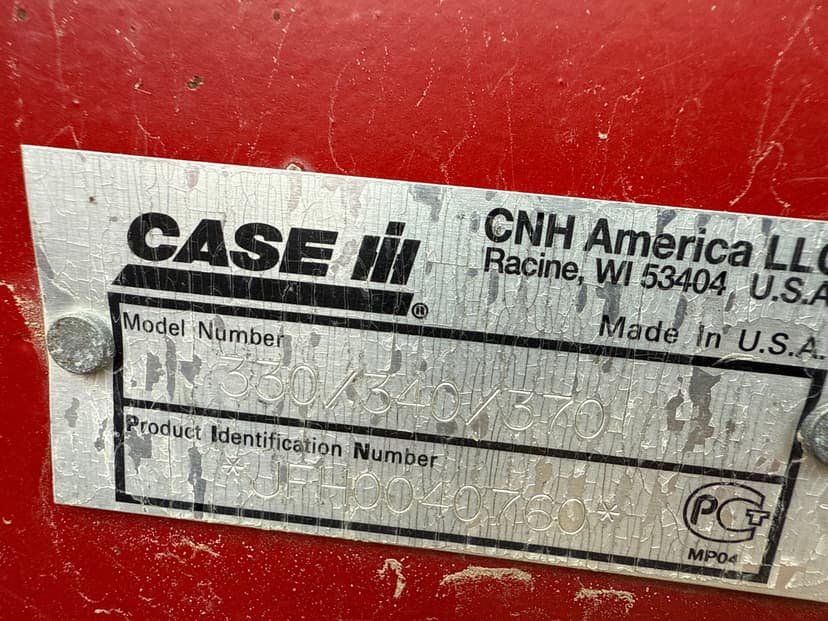 CASE IH ®
CNH America LLC
Racine, WI 53404 U.S.A.
Made In U.S.A.
Model Number
330/340/370
Product Identification Number
*JFH0040760*
PCT
MP04